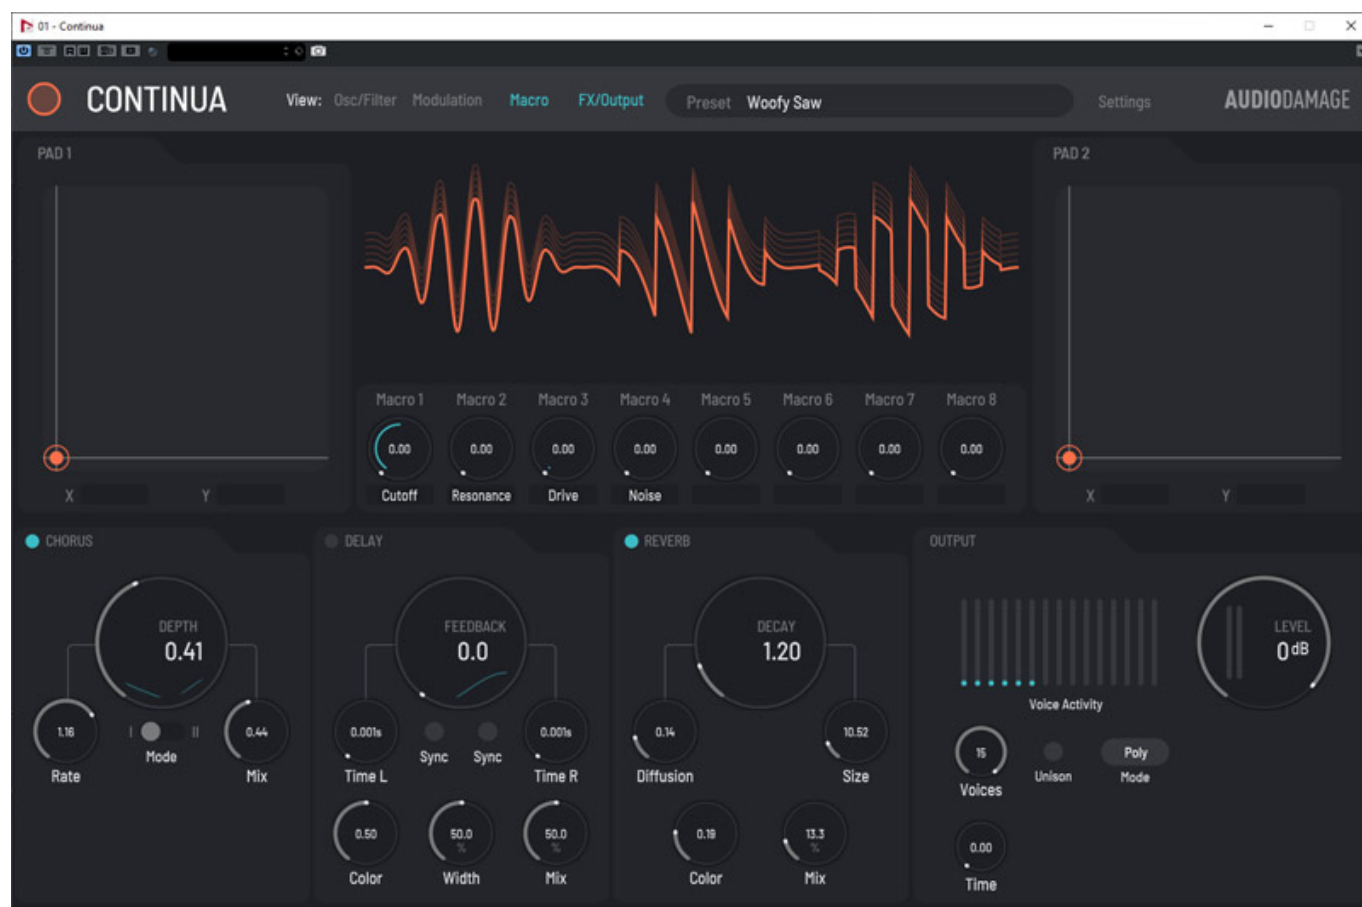 01 - Continua
CONTINUA
View: Osc/Filter Modulation Macro FX/Output
Preset Woofy Saw
Settings
AUDIODAMAGE
PAD 1
PAD 2
Macro 1 Macro 2 Macro 3 Macro 4 Macro 5 Macro 6 Macro 7 Macro 8
0.00 0.00 0.00 0.00 0.00 0.00 0.00 0.00
Cutoff Resonance Drive Noise
X Y
X Y
CHORUS
DEPTH
0.41
1.16
I II
0.44
Rate
Mode
Mix
DELAY
FEEDBACK
0.0
0.001s
0.001s
Sync Sync
Time L
Time R
0.50
50.0
%
50.0
%
Color
Width
Mix
REVERB
DECAY
1.20
0.14
10.52
Diffusion
Size
0.19
13.3
%
Color
Mix
OUTPUT
LEVEL
0 dB
Voice Activity
15
Poly
Voices
Unison
Mode
0.00
Time